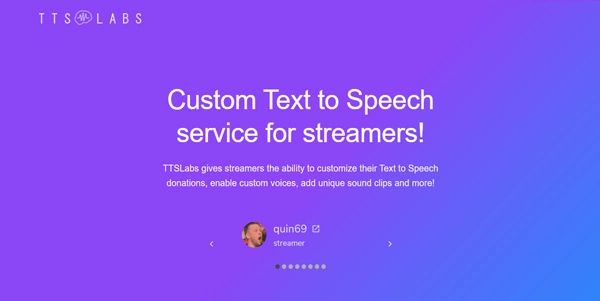 TTS LABS
Custom Text to Speech
service for streamers!
TTSLabs gives streamers the ability to customize their Text to Speech
donations, enable custom voices, add unique sound clips and more!
quin69
streamer